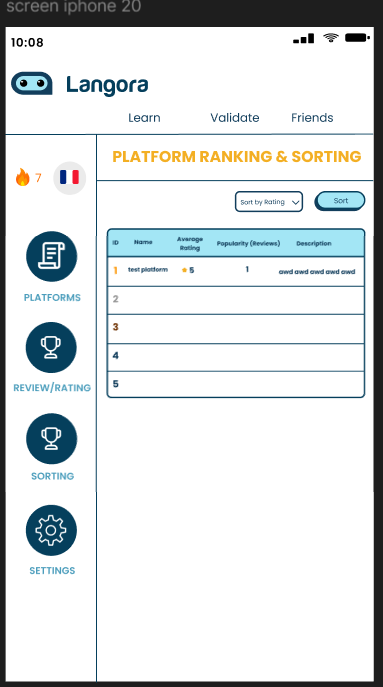 screen iphone 20
10:08
Langora
Learn Validate Friends
7
PLATFORM RANKING & SORTING
Sort by Rating Sort
PLATFORMS
REVIEW/RATING
SORTING
SETTINGS
ID Name Average Rating Popularity (Reviews) Description
1 test platform 5 1 awd awd awd awd awd
2
3
4
5